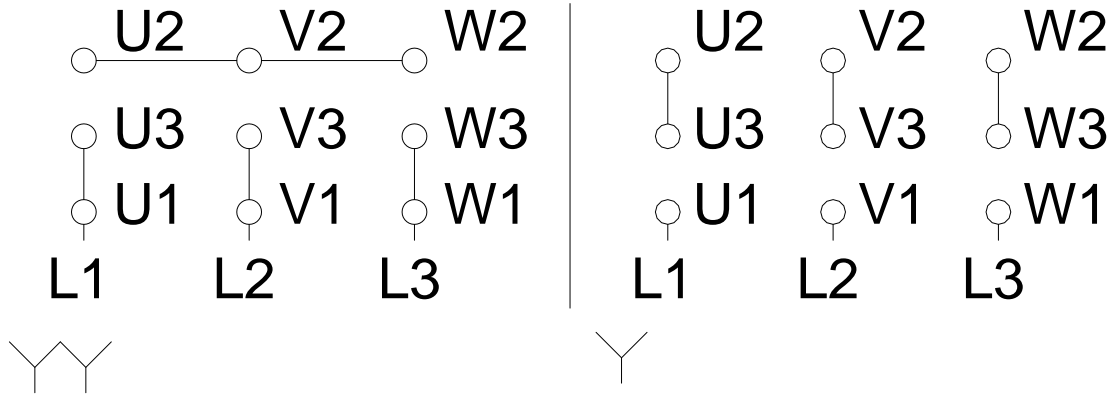 U2 V2 W2 U2 V2 W2
U3 V3 W3 U3 V3 W3
U1 V1 W1 U1 V1 W1
L1 L2 L3 L1 L2 L3